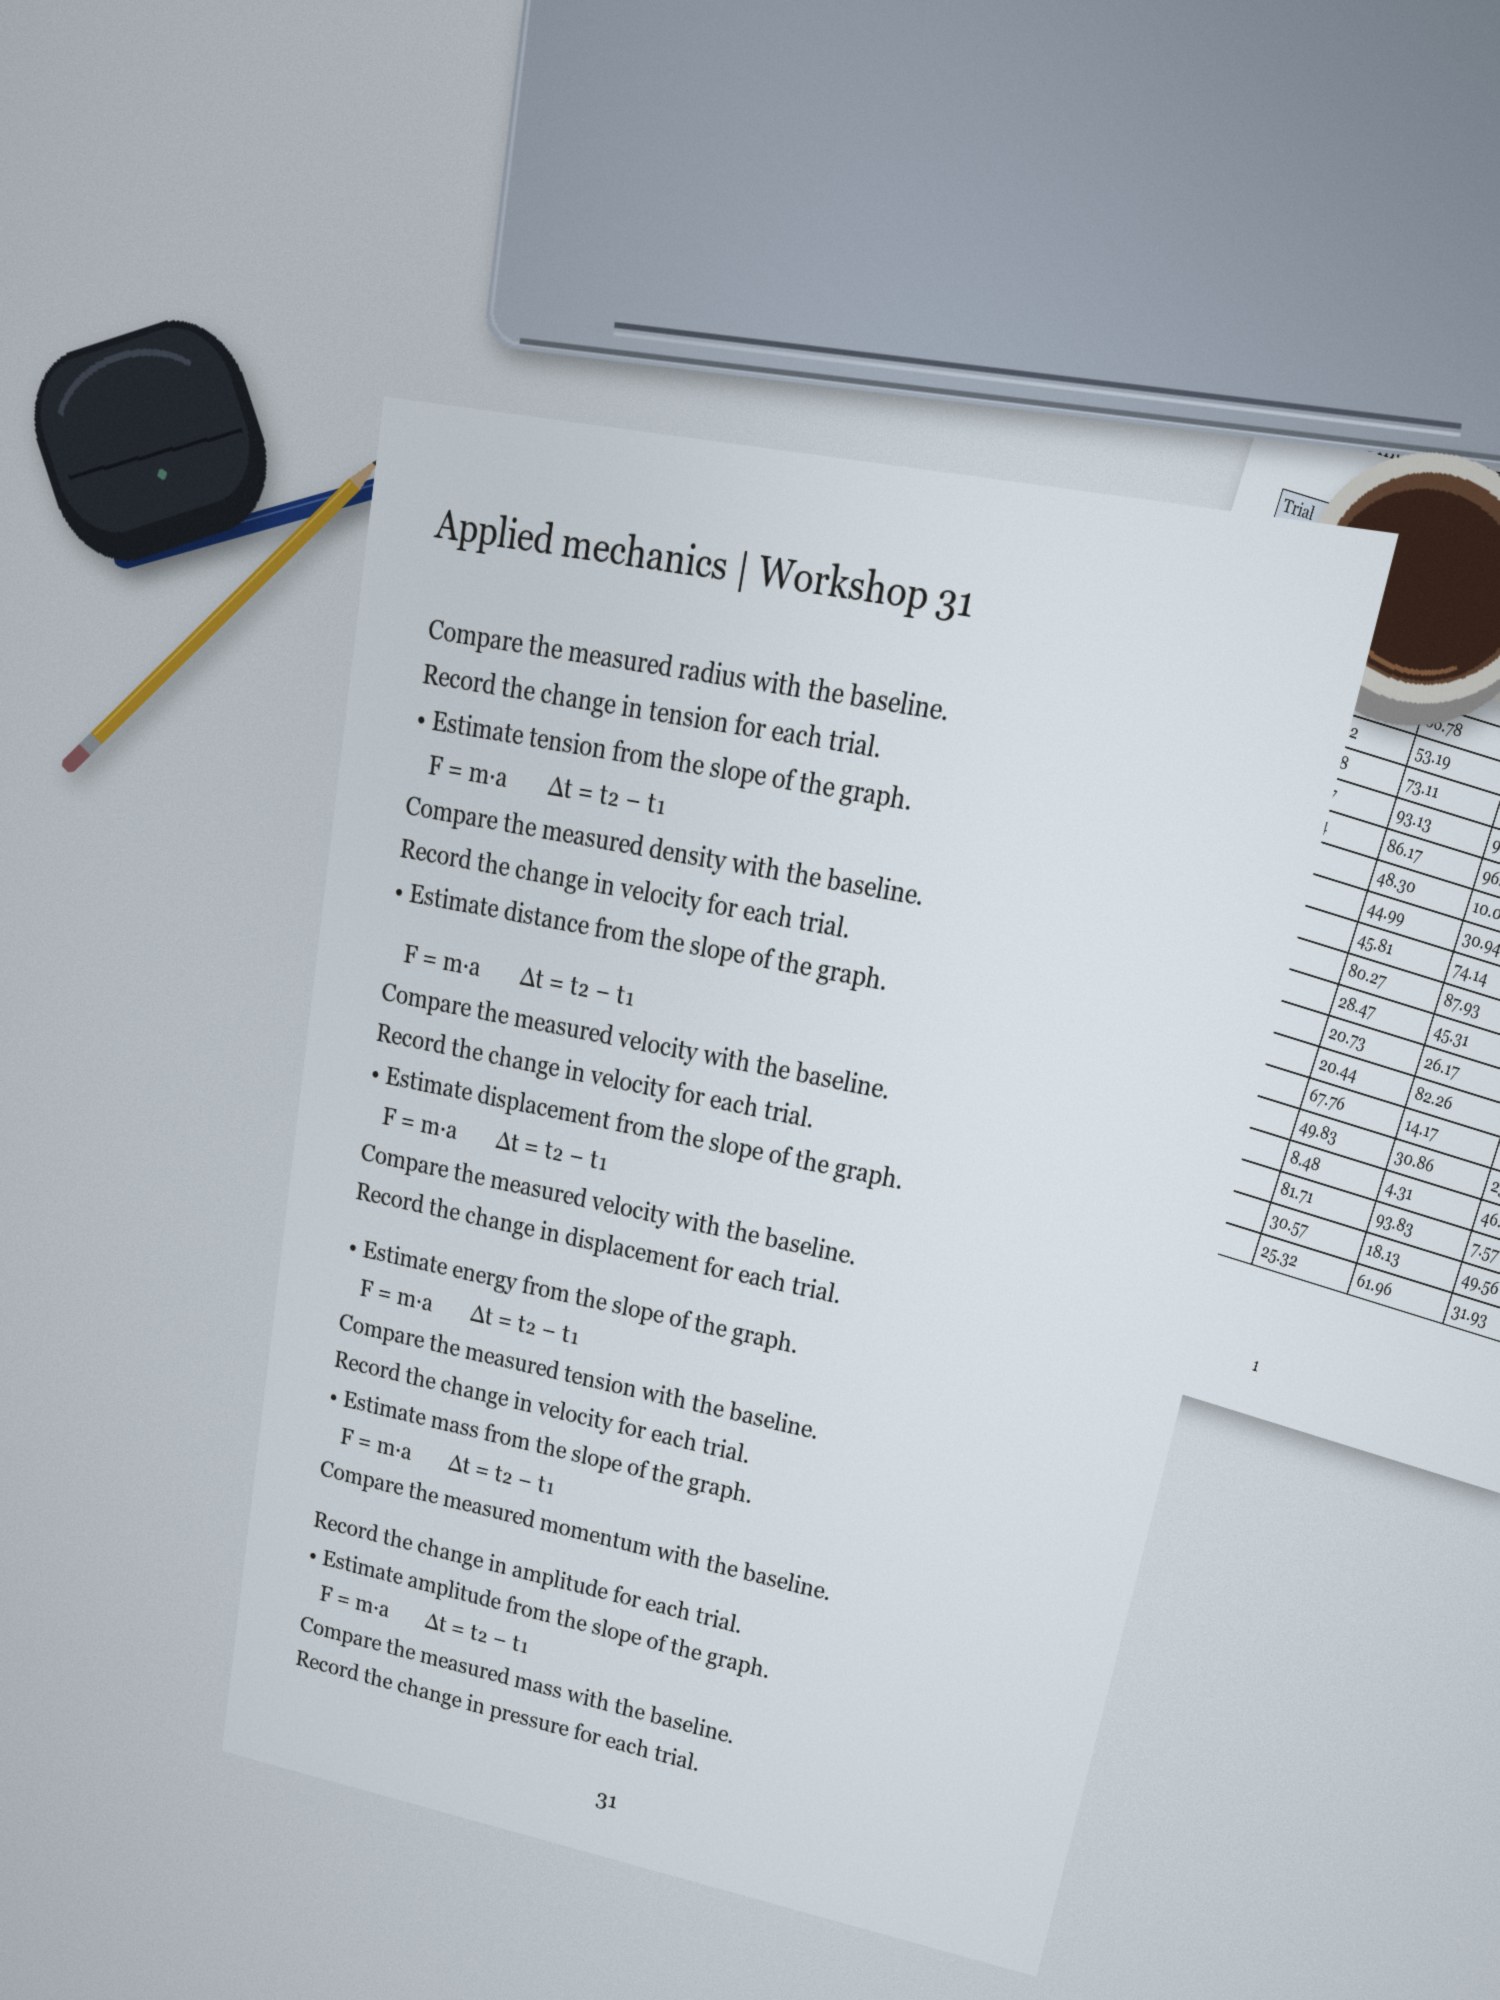 Applied mechanics | Workshop 31
Compare the measured radius with the baseline.
Record the change in tension for each trial.
• Estimate tension from the slope of the graph.
F = m·a Δt = t2 − t1
Compare the measured density with the baseline.
Record the change in velocity for each trial.
• Estimate distance from the slope of the graph.
F = m·a Δt = t2 − t1
Compare the measured velocity with the baseline.
Record the change in velocity for each trial.
• Estimate displacement from the slope of the graph.
F = m·a Δt = t2 − t1
Compare the measured velocity with the baseline.
Record the change in displacement for each trial.
• Estimate energy from the slope of the graph.
F = m·a Δt = t2 − t1
Compare the measured tension with the baseline.
Record the change in velocity for each trial.
• Estimate mass from the slope of the graph.
F = m·a Δt = t2 − t1
Compare the measured momentum with the baseline.
Record the change in amplitude for each trial.
• Estimate amplitude from the slope of the graph.
F = m·a Δt = t2 − t1
Compare the measured mass with the baseline.
Record the change in pressure for each trial.
31
Trial
53.19
73.11
93.13
86.17
48.30
44.99 30.94
45.81 74.14
80.27 87.93
28.47 45.31
20.73 26.17
20.44 82.26
67.76 14.17
49.83 30.86
8.48 4.31
81.71 93.83 7.57
30.57 18.13 49.56
25.32 61.96 31.93
1